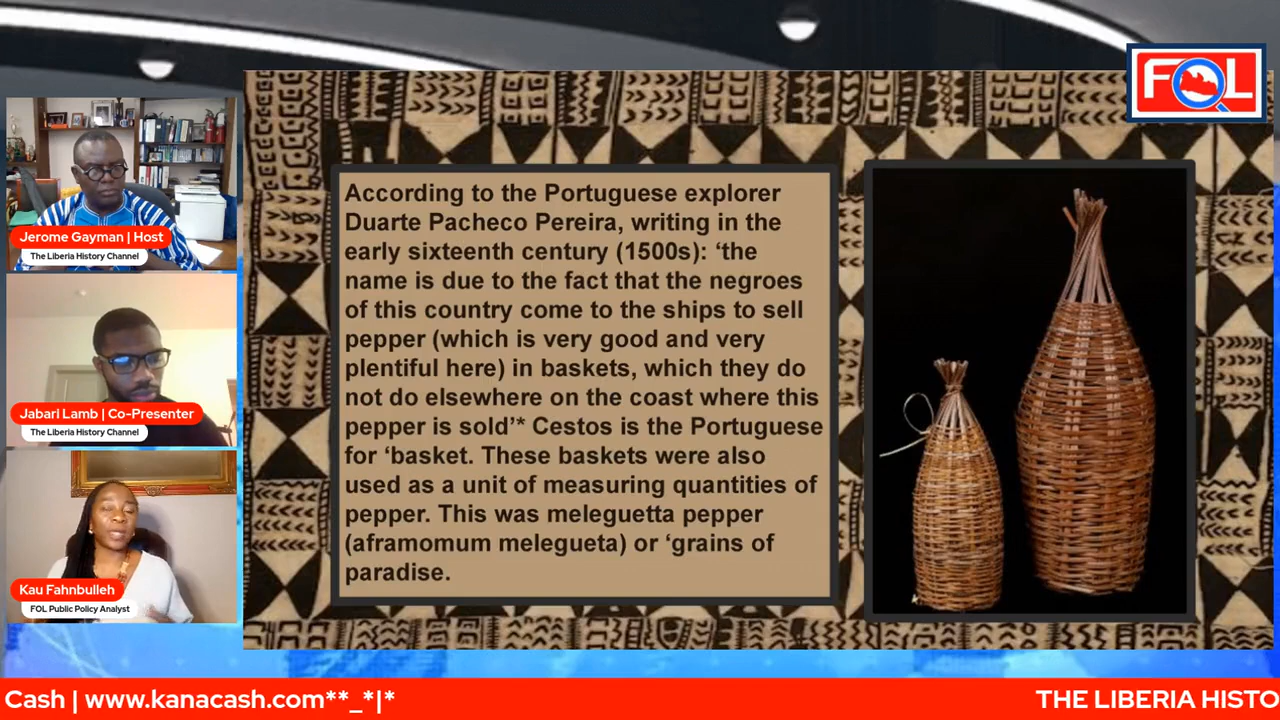 FOL
Jerome Gayman | Host
The Liberia History Channel
Jabari Lamb | Co-Presenter
The Liberia History Channel
Kau Fahnbulleh
FOL Public Policy Analyst
According to the Portuguese explorer
Duarte Pacheco Pereira, writing in the
early sixteenth century (1500s): ‘the
name is due to the fact that the negroes
of this country come to the ships to sell
pepper (which is very good and very
plentiful here) in baskets, which they do
not do elsewhere on the coast where this
pepper is sold’* Cestos is the Portuguese
for ‘basket. These baskets were also
used as a unit of measuring quantities of
pepper. This was meleguetta pepper
(aframomum melegueta) or ‘grains of
paradise.
Cash | www.kanacash.com**_*|*
THE LIBERIA HISTO